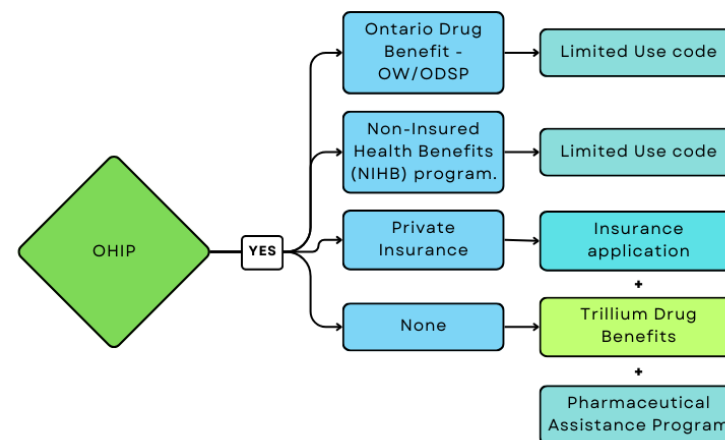 OHIP
YES
Ontario Drug
Benefit -
OW/ODSP
Limited Use code
Non-Insured
Health Benefits
(NIHB) program.
Limited Use code
Private
Insurance
Insurance
application
+
None
Trillium Drug
Benefits
+
Pharmaceutical
Assistance Program